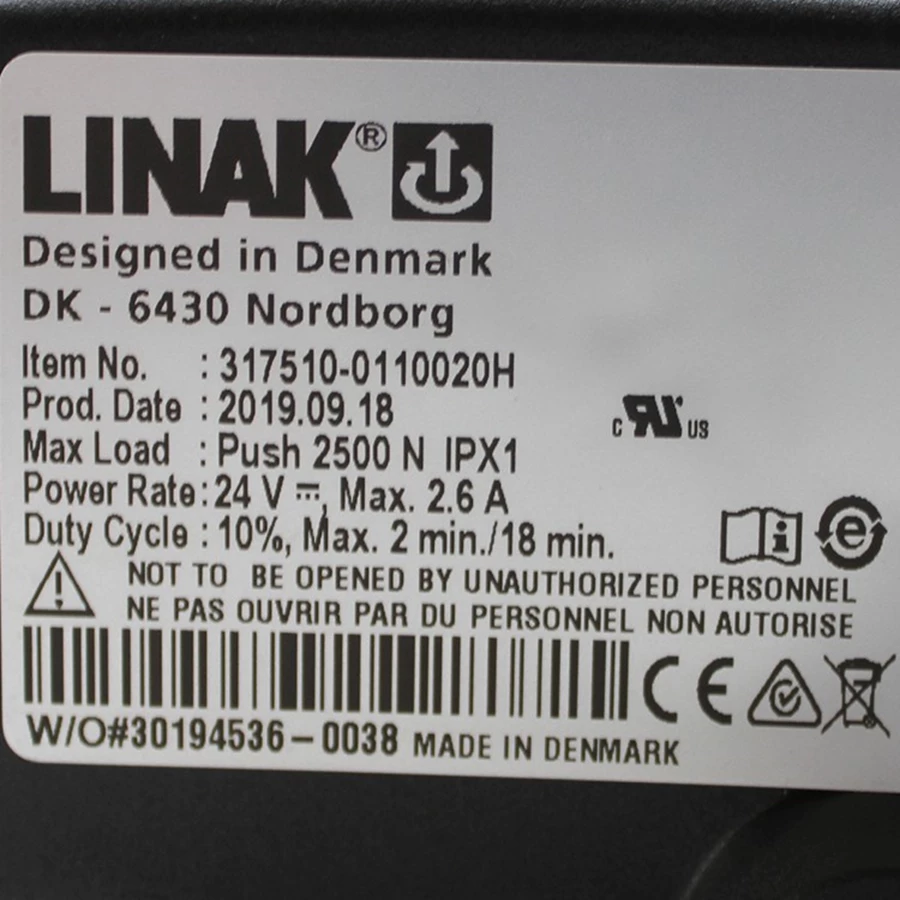 LINAK®
Designed in Denmark
DK - 6430 Nordborg
Item No. : 317510-0110020H
Prod. Date : 2019.09.18
Max Load : Push 2500 N IPX1
Power Rate: 24 V ⎓, Max. 2.6 A
Duty Cycle : 10%, Max. 2 min./18 min.
C RU US
i e
NOT TO BE OPENED BY UNAUTHORIZED PERSONNEL
NE PAS OUVRIR PAR DU PERSONNEL NON AUTORISE
CE
W/O#30194536-0038 MADE IN DENMARK